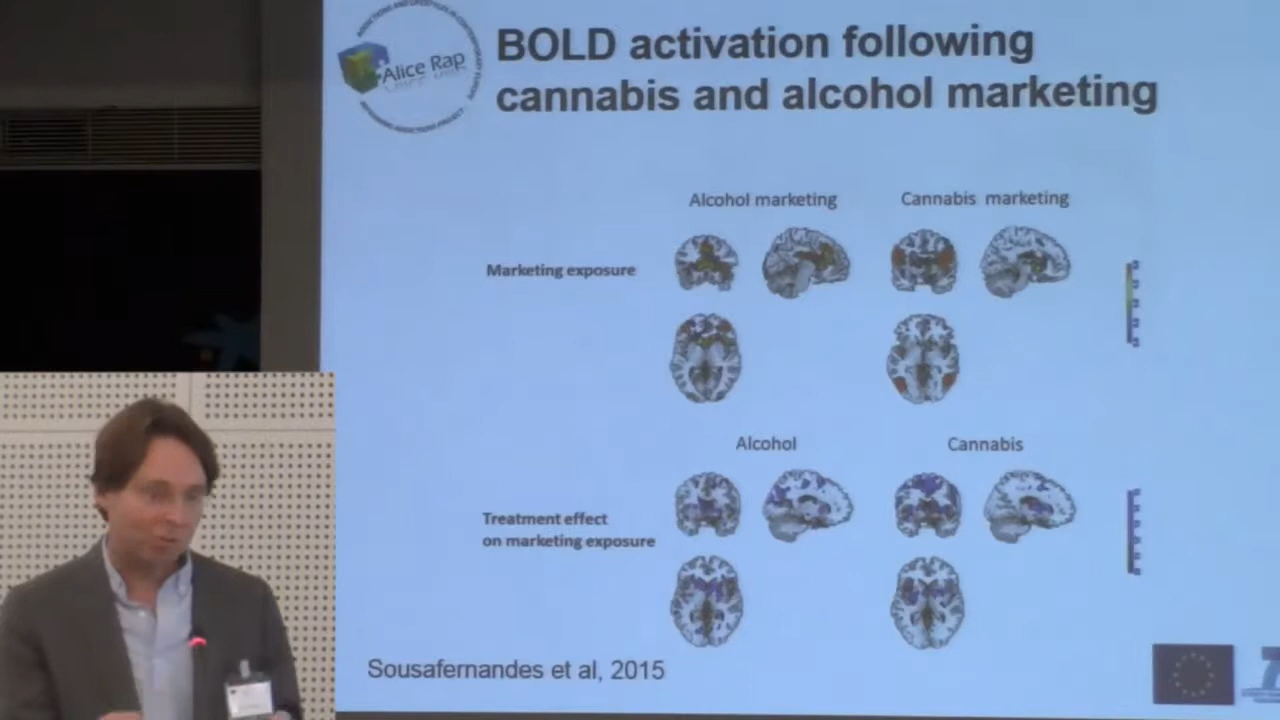 Alice Rap
BOLD activation following
cannabis and alcohol marketing
Alcohol marketing
Cannabis marketing
Marketing exposure
Alcohol
Cannabis
Treatment effect
on marketing exposure
Sousafernandes et al, 2015